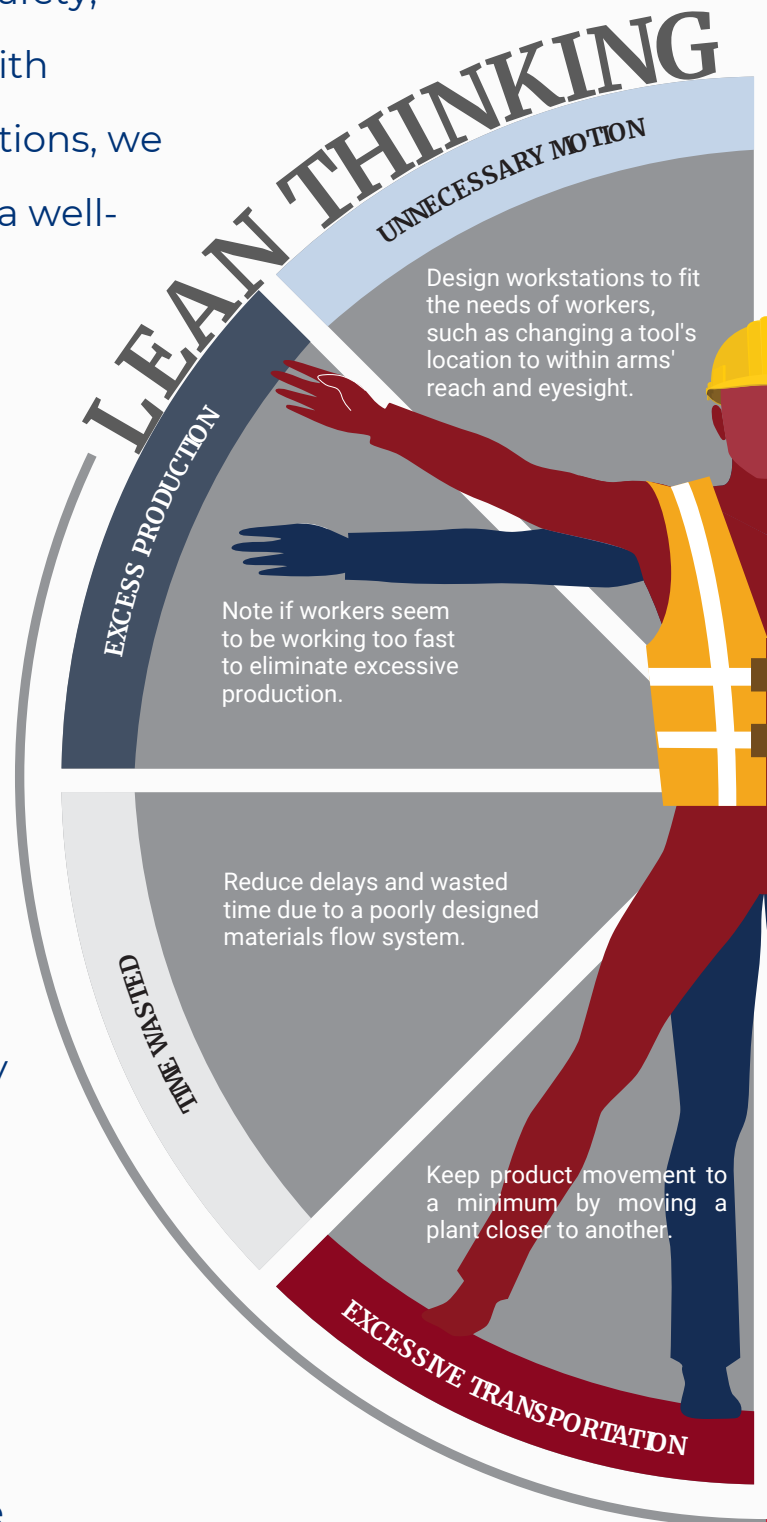 ith
tions, we
a well-
LEAN THINKING
UNNECESSARY MOTION
Design workstations to fit
the needs of workers,
such as changing a tool's
location to within arms'
reach and eyesight.
EXCESS PRODUCTION
Note if workers seem
to be working too fast
to eliminate excessive
production.
TIME WASTED
Reduce delays and wasted
time due to a poorly designed
materials flow system.
Keep product movement to
a minimum by moving a
plant closer to another.
EXCESSIVE TRANSPORTATION